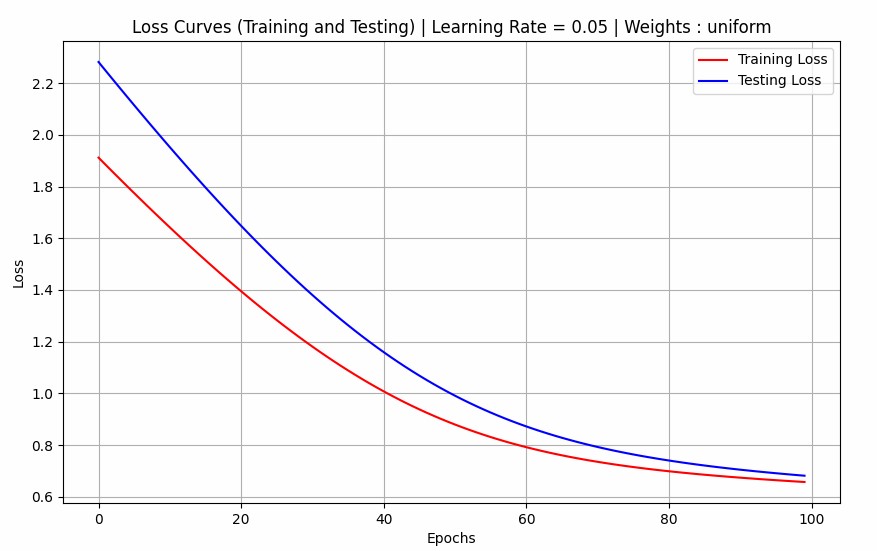 Loss Curves (Training and Testing) | Learning Rate = 0.05 | Weights : uniform
Training Loss
Testing Loss
2.2
2.0
1.8
1.6
1.4
1.2
1.0
0.8
0.6
Loss
0 20 40 60 80 100
Epochs